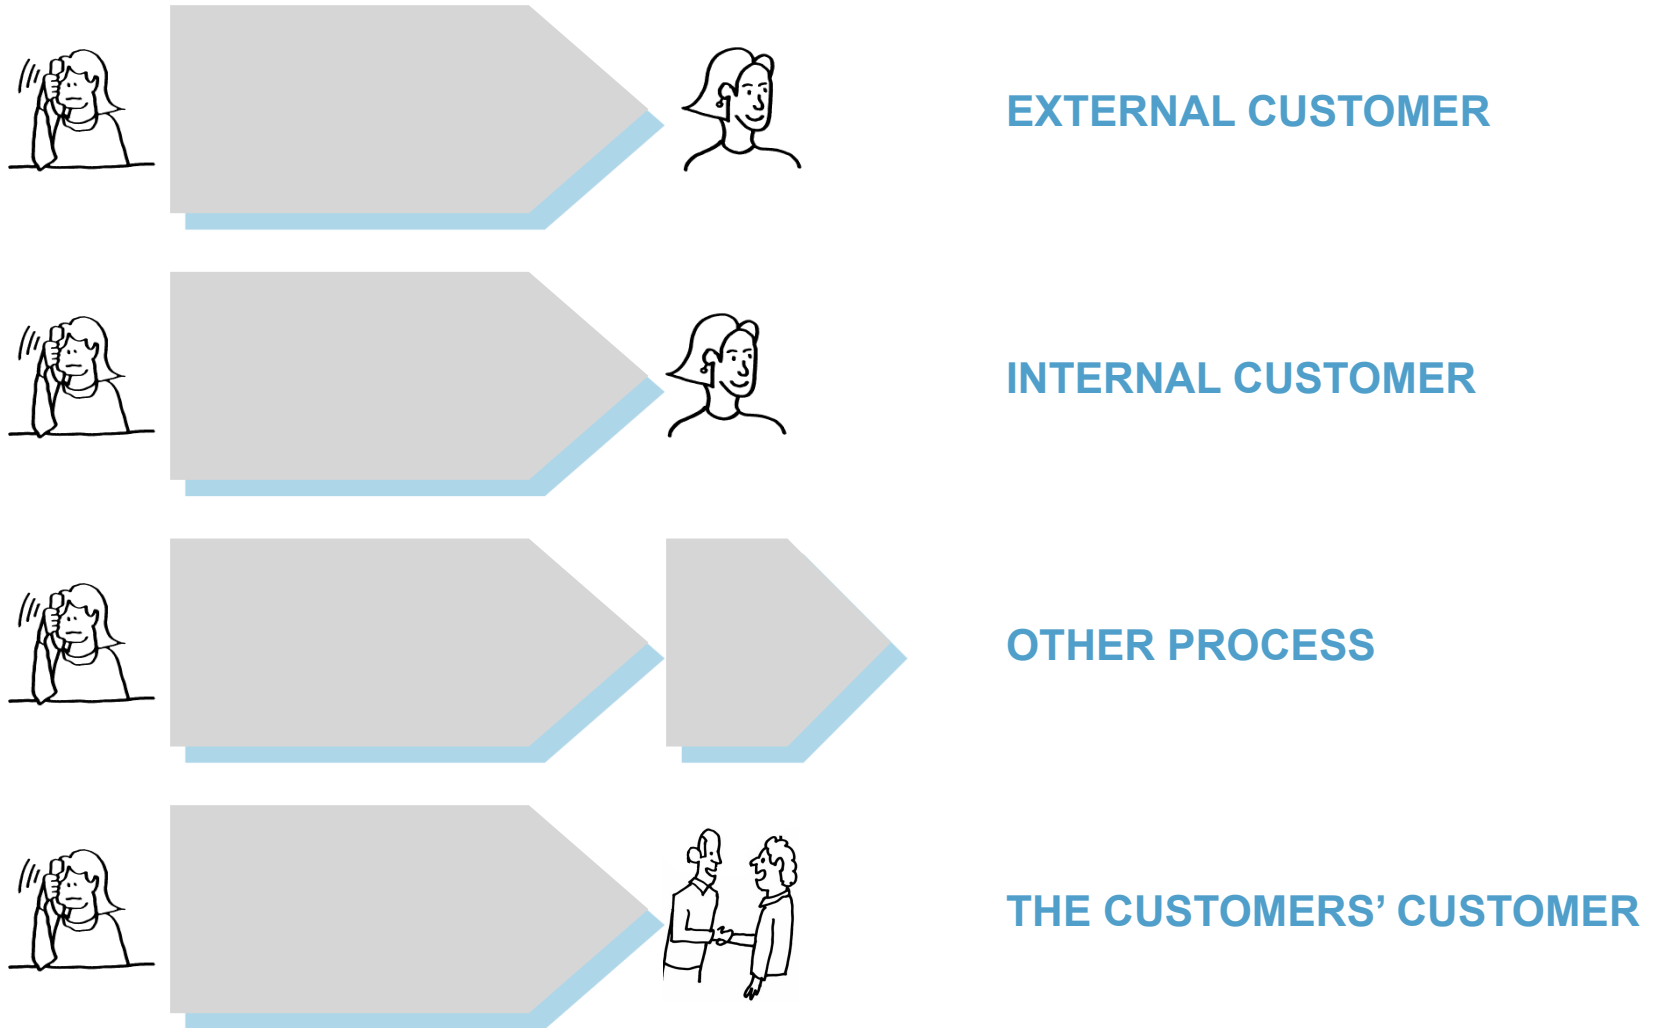 EXTERNAL CUSTOMER
INTERNAL CUSTOMER
OTHER PROCESS
THE CUSTOMERS’ CUSTOMER